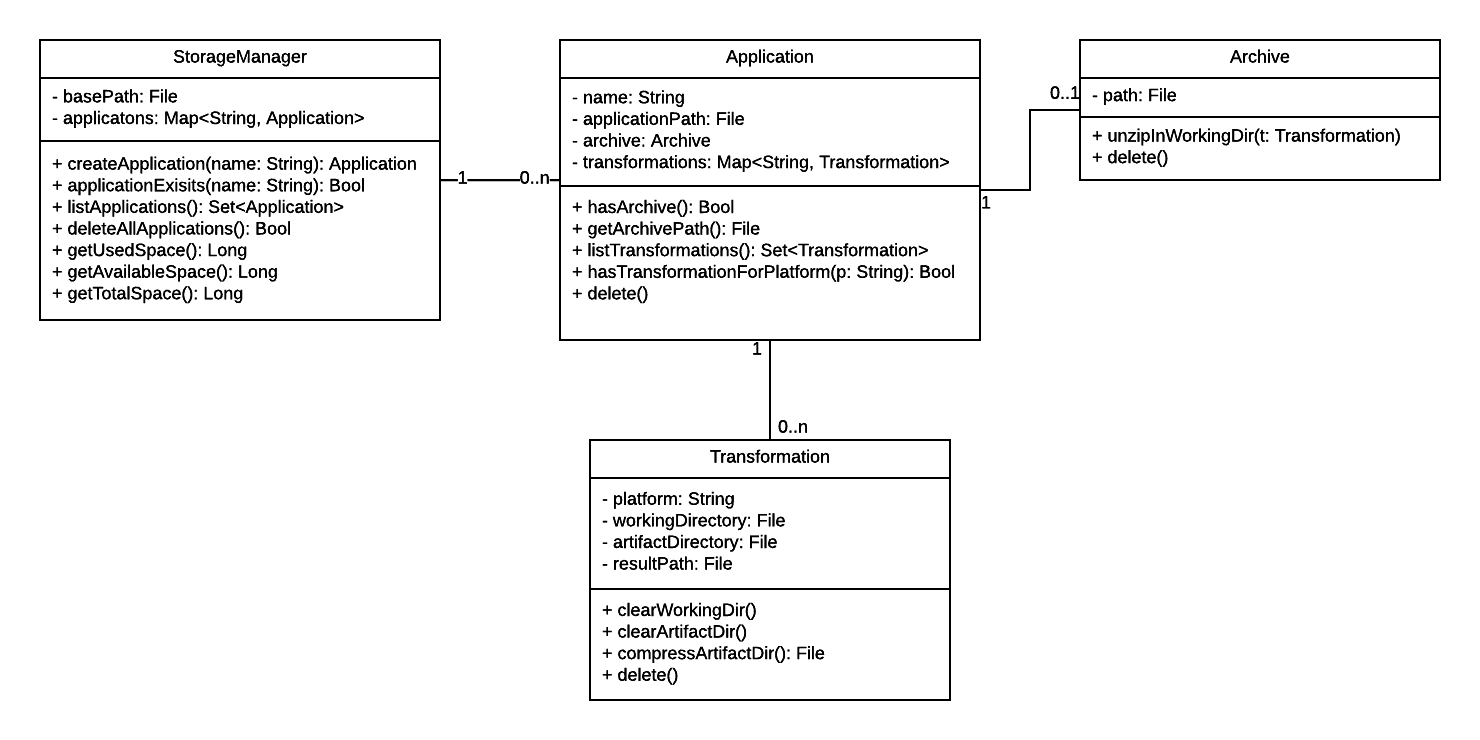 StorageManager
- basePath: File
- applicatons: Map<String, Application>
+ createApplication(name: String): Application
+ applicationExisits(name: String): Bool
+ listApplications(): Set<Application>
+ deleteAllApplications(): Bool
+ getUsedSpace(): Long
+ getAvailableSpace(): Long
+ getTotalSpace(): Long
1
0..n
Application
- name: String
- applicationPath: File
- archive: Archive
- transformations: Map<String, Transformation>
+ hasArchive(): Bool
+ getArchivePath(): File
+ listTransformations(): Set<Transformation>
+ hasTransformationForPlatform(p: String): Bool
+ delete()
1
0..1
Archive
- path: File
+ unzipInWorkingDir(t: Transformation)
+ delete()
1
0..n
Transformation
- platform: String
- workingDirectory: File
- artifactDirectory: File
- resultPath: File
+ clearWorkingDir()
+ clearArtifactDir()
+ compressArtifactDir(): File
+ delete()